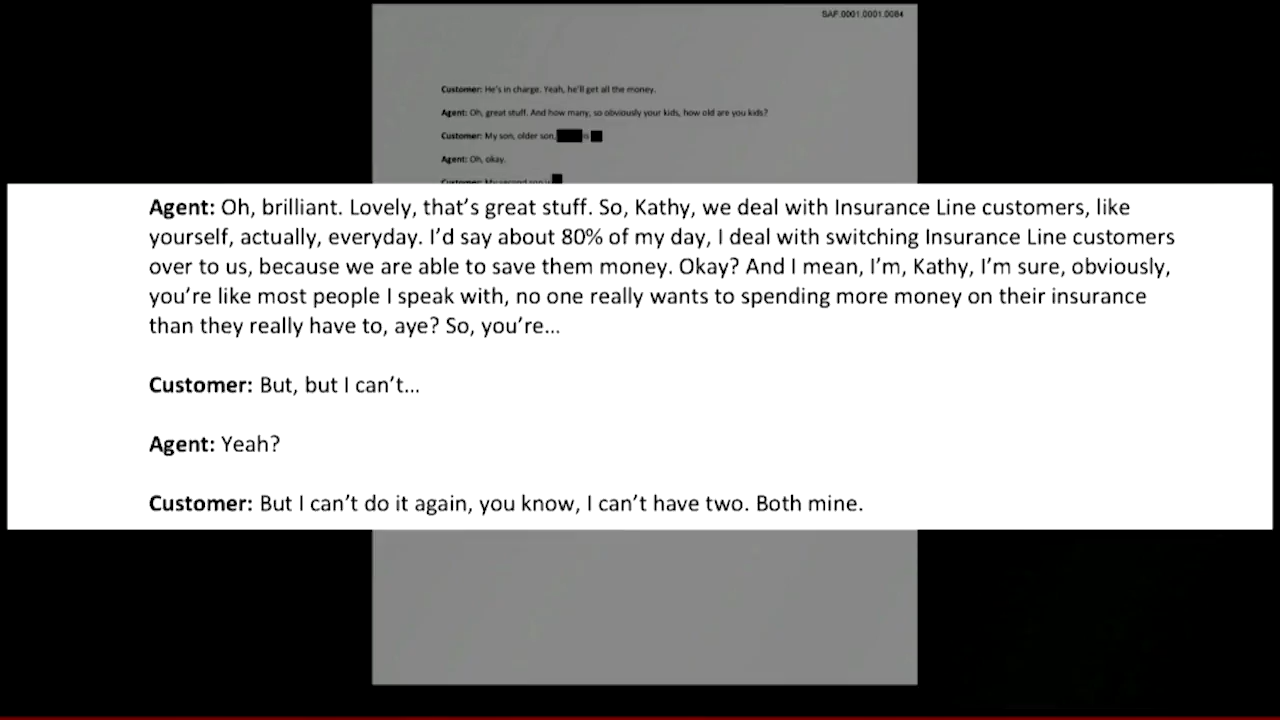 SAF.0001.0001.0084
Customer: He's in charge. Yeah, he'll get all the money.
Agent: Oh, great stuff. And how many, so obviously your kids, how old are you kids?
Customer: My son, older son, is
Agent: Oh, okay.
Customer: My second son is
Agent: Oh, brilliant. Lovely, that's great stuff. So, Kathy, we deal with Insurance Line customers, like
yourself, actually, everyday. I'd say about 80% of my day, I deal with switching Insurance Line customers
over to us, because we are able to save them money. Okay? And I mean, I'm, Kathy, I'm sure, obviously,
you're like most people I speak with, no one really wants to spending more money on their insurance
than they really have to, aye? So, you're...
Customer: But, but I can't...
Agent: Yeah?
Customer: But I can't do it again, you know, I can't have two. Both mine.